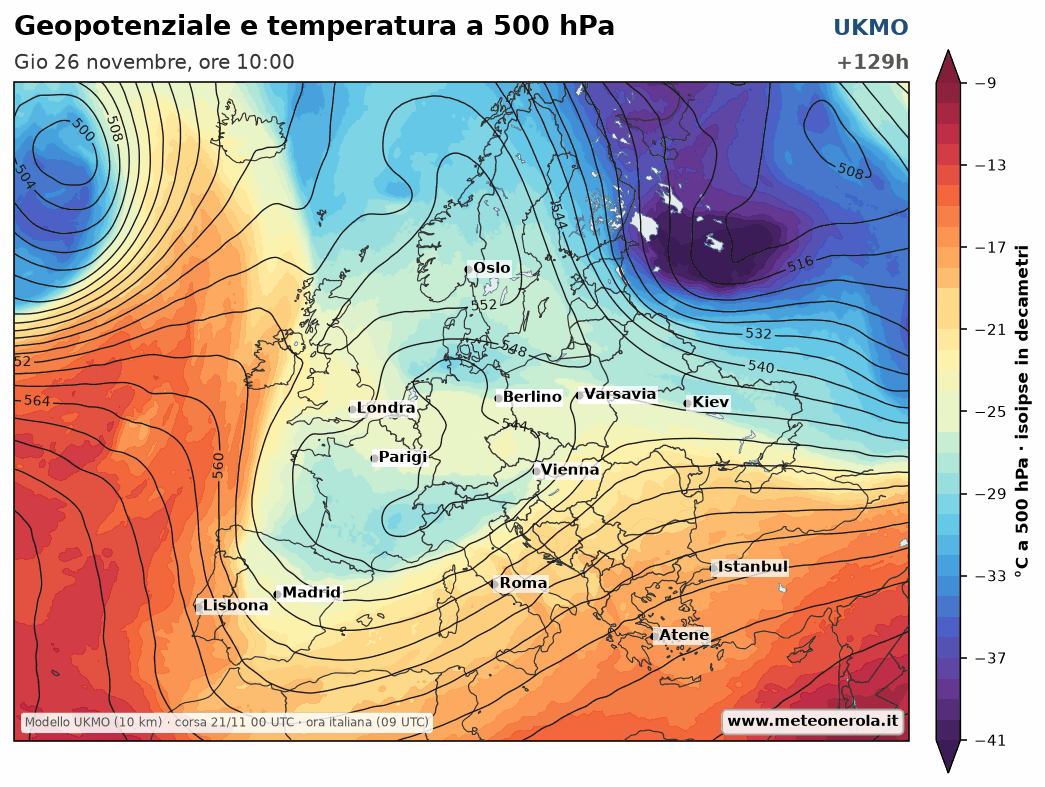 Geopotenziale e temperatura a 500 hPa
UKMO
Gio 26 novembre, ore 10:00
+129h
500
508
504
544
508
516
Oslo
552
532
52
548
540
564
Londra
Berlino
Varsavia
Kiev
544
560
Parigi
Vienna
Istanbul
Roma
Madrid
Lisbona
Atene
Modello UKMO (10 km) · corsa 21/11 00 UTC · ora italiana (09 UTC)
www.meteonerola.it
−9
−13
−17
−21
−25
−29
−33
−37
−41
°C a 500 hPa · isoipse in decametri